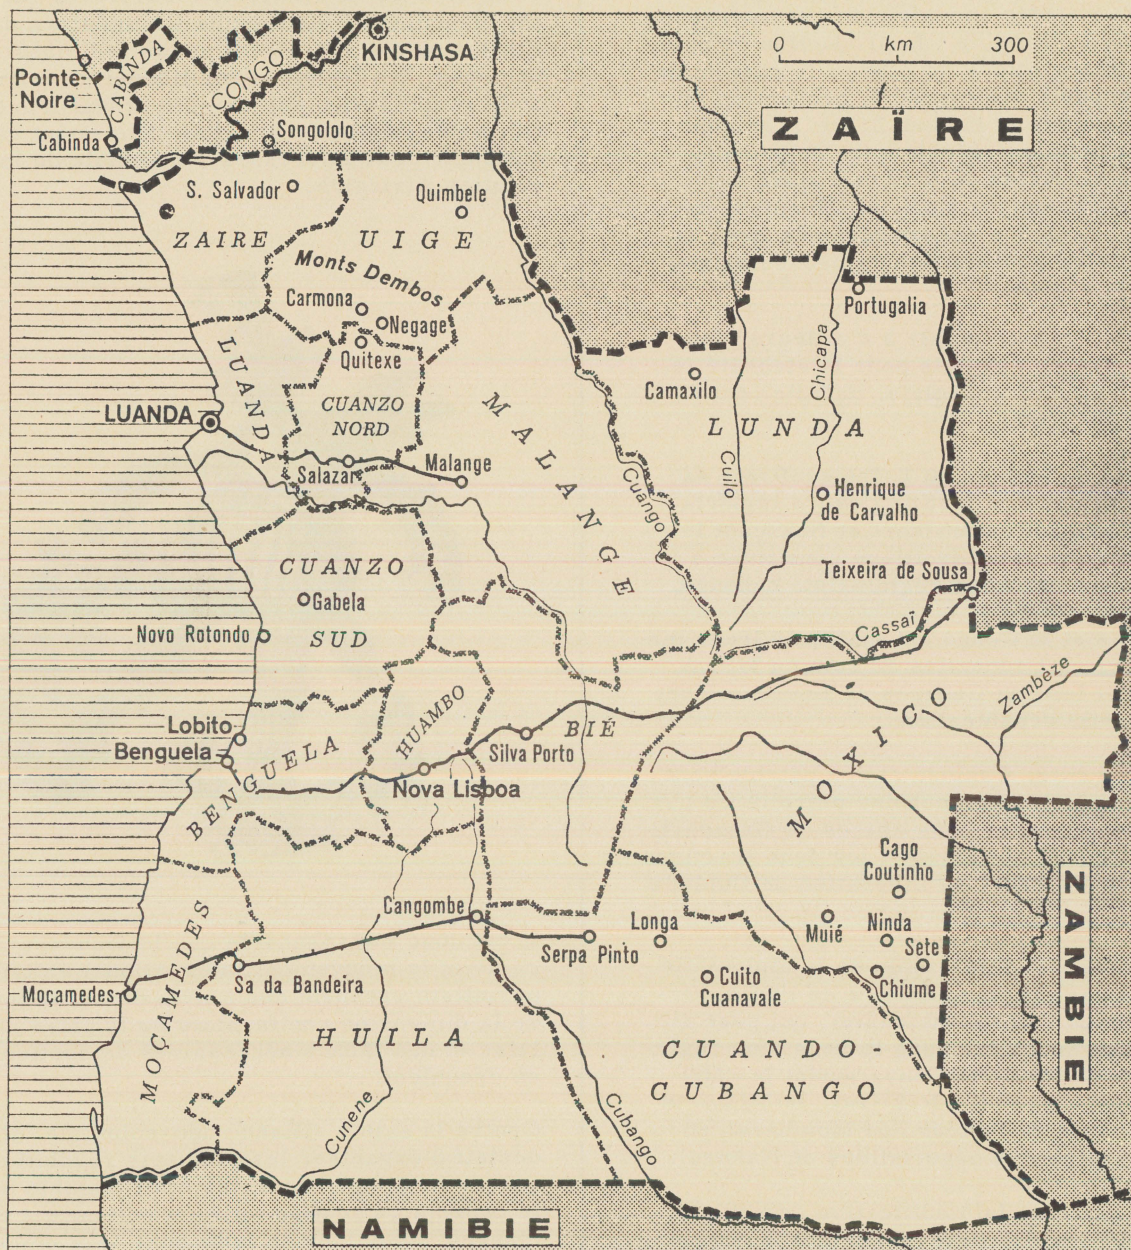 0 km 300
KINSHASA
Pointe-
Noire
CABINDA
CONGO
Cabinda
Songololo
ZAÏRE
S. Salvador
Quimbele
ZAIRE
UIGE
Monts Dembos
Carmona
Negage
Quitexe
Portugalia
Chicapa
Camaxilo
LUANDA
CUANZO
NORD
MALANGE
LUNDA
LUANDA
Salazar
Malange
Cuango
Cuilo
Henrique
de Carvalho
CUANZO
SUD
Gabela
Teixeira de Sousa
Novo Rotondo
Cassaï
Zambèze
Lobito
Benguela
BENGUELA
HUAMBO
Silva Porto
BIÉ
MOXICO
Nova Lisboa
Cago
Coutinho
ZAMBIE
Cangombe
Longa
Muié
Ninda
Sete
Serpa Pinto
Chiume
Cuito
Cuanavale
MOÇAMEDES
Moçamedes
Sa da Bandeira
HUILA
CUANDO-
CUBANGO
Cunene
Cubango
NAMIBIE